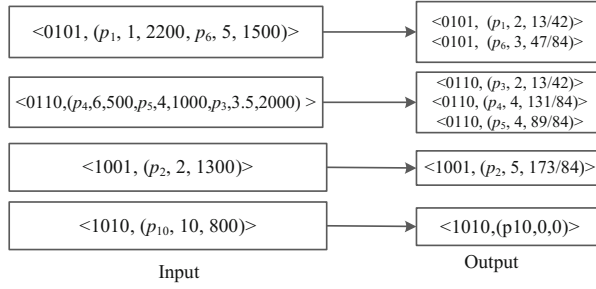 <0101, (p1, 1, 2200, p6, 5, 1500)>
<0101, (p1, 2, 13/42)>
<0101, (p6, 3, 47/84)>
<0110,(p4,6,500,p5,4,1000,p3,3.5,2000) >
<0110, (p3, 2, 13/42)>
<0110, (p4, 4, 131/84)>
<0110, (p5, 4, 89/84)>
<1001, (p2, 2, 1300)>
<1001, (p2, 5, 173/84)>
<1010, (p10, 10, 800)>
<1010,(p10,0,0)>
Input
Output